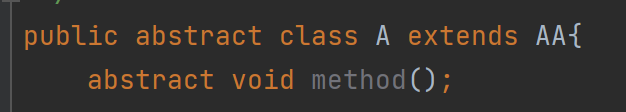 public abstract class A extends AA{
abstract void method();